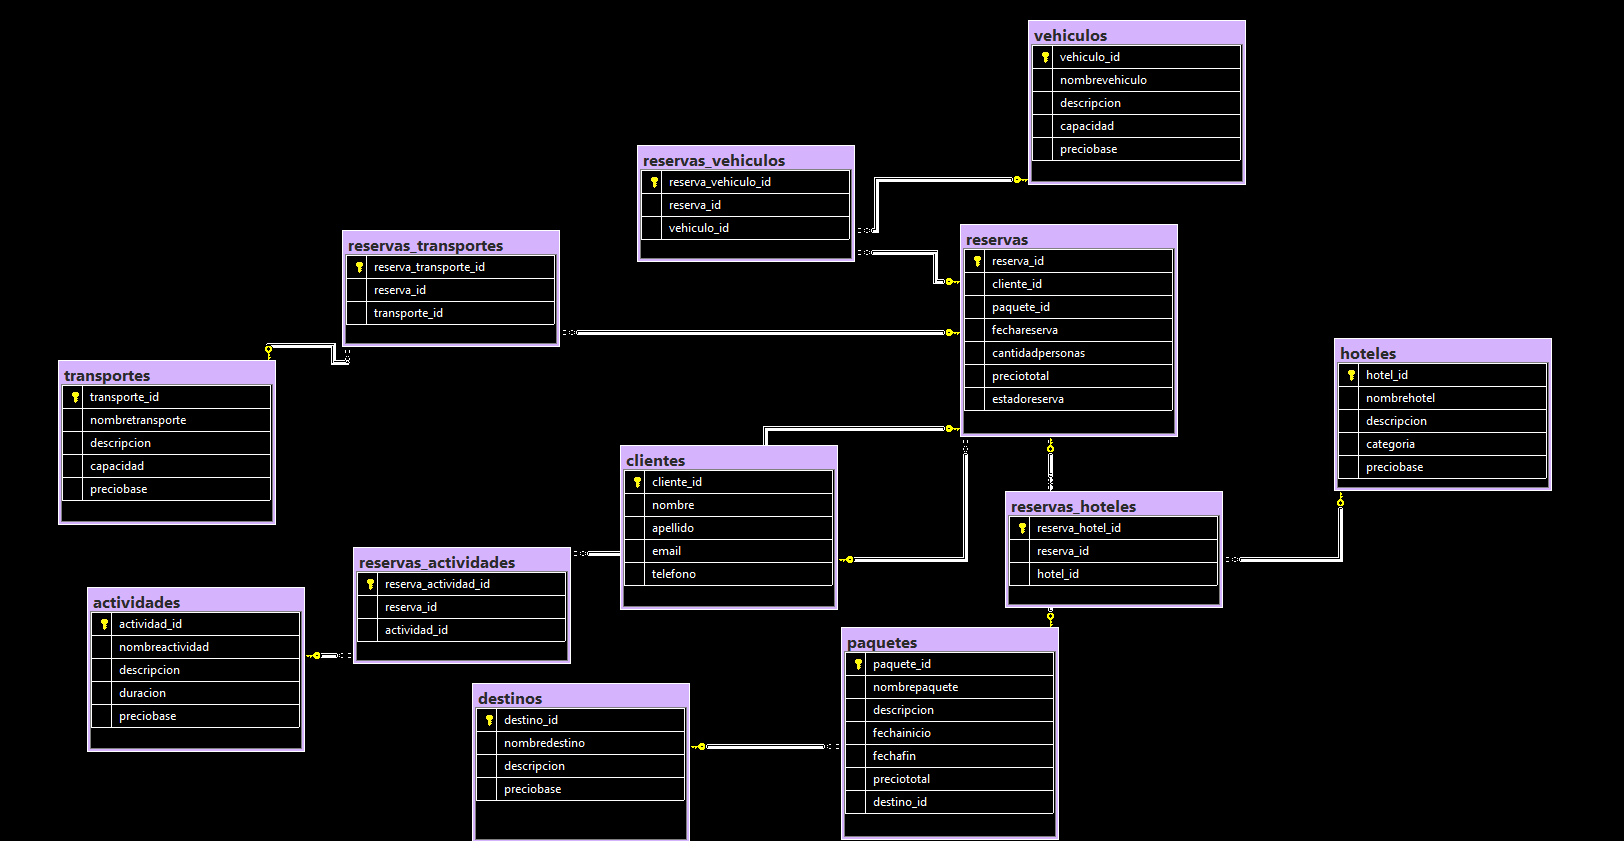 vehiculos
vehiculo_id
nombrevehiculo
descripcion
capacidad
preciobase
reservas_vehiculos
reserva_vehiculo_id
reserva_id
vehiculo_id
reservas_transportes
reserva_transporte_id
reserva_id
transporte_id
reservas
reserva_id
cliente_id
paquete_id
fechareserva
cantidadpersonas
preciototal
estadoreserva
transportes
transporte_id
nombretransporte
descripcion
capacidad
preciobase
hoteles
hotel_id
nombrehotel
descripcion
categoria
preciobase
clientes
cliente_id
nombre
apellido
email
telefono
reservas_hoteles
reserva_hotel_id
reserva_id
hotel_id
reservas_actividades
reserva_actividad_id
reserva_id
actividad_id
actividades
actividad_id
nombreactividad
descripcion
duracion
preciobase
destinos
destino_id
nombredestino
descripcion
preciobase
paquetes
paquete_id
nombrepaquete
descripcion
fechainicio
fechafin
preciototal
destino_id